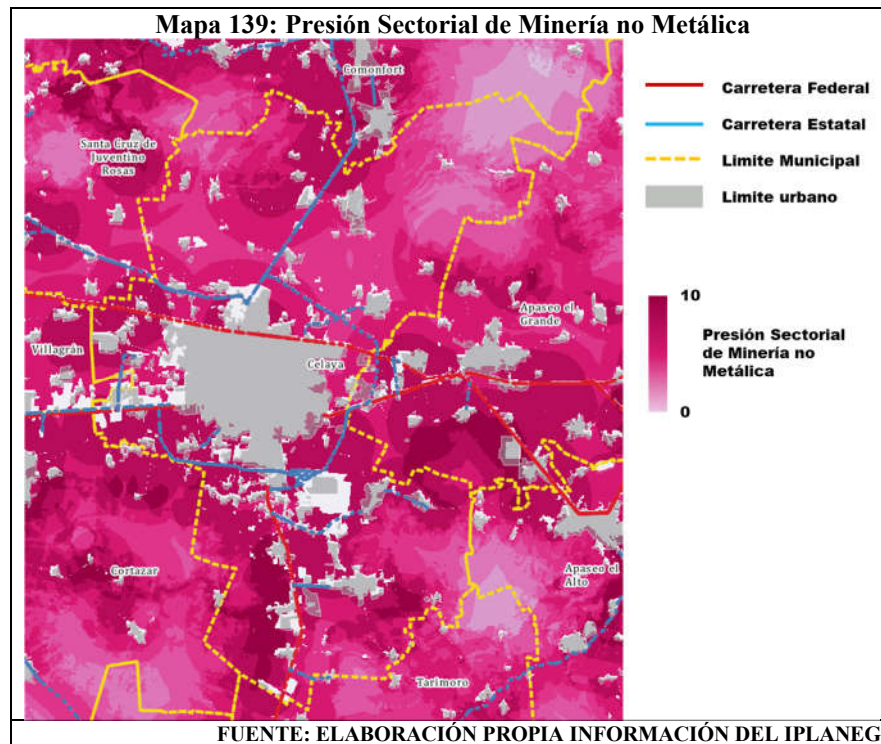 Mapa 139: Presión Sectorial de Minería no Metálica
Comonfort
Santa Cruz de
Juventino
Rosas
Apaseo el
Grande
Villagrán
Celaya
Cortazar
Apaseo el
Alto
Tarimoro
Carretera Federal
Carretera Estatal
Limite Municipal
Limite urbano
10
Presión Sectorial
de Minería no
Metálica
0
FUENTE: ELABORACIÓN PROPIA INFORMACIÓN DEL IPLANEG